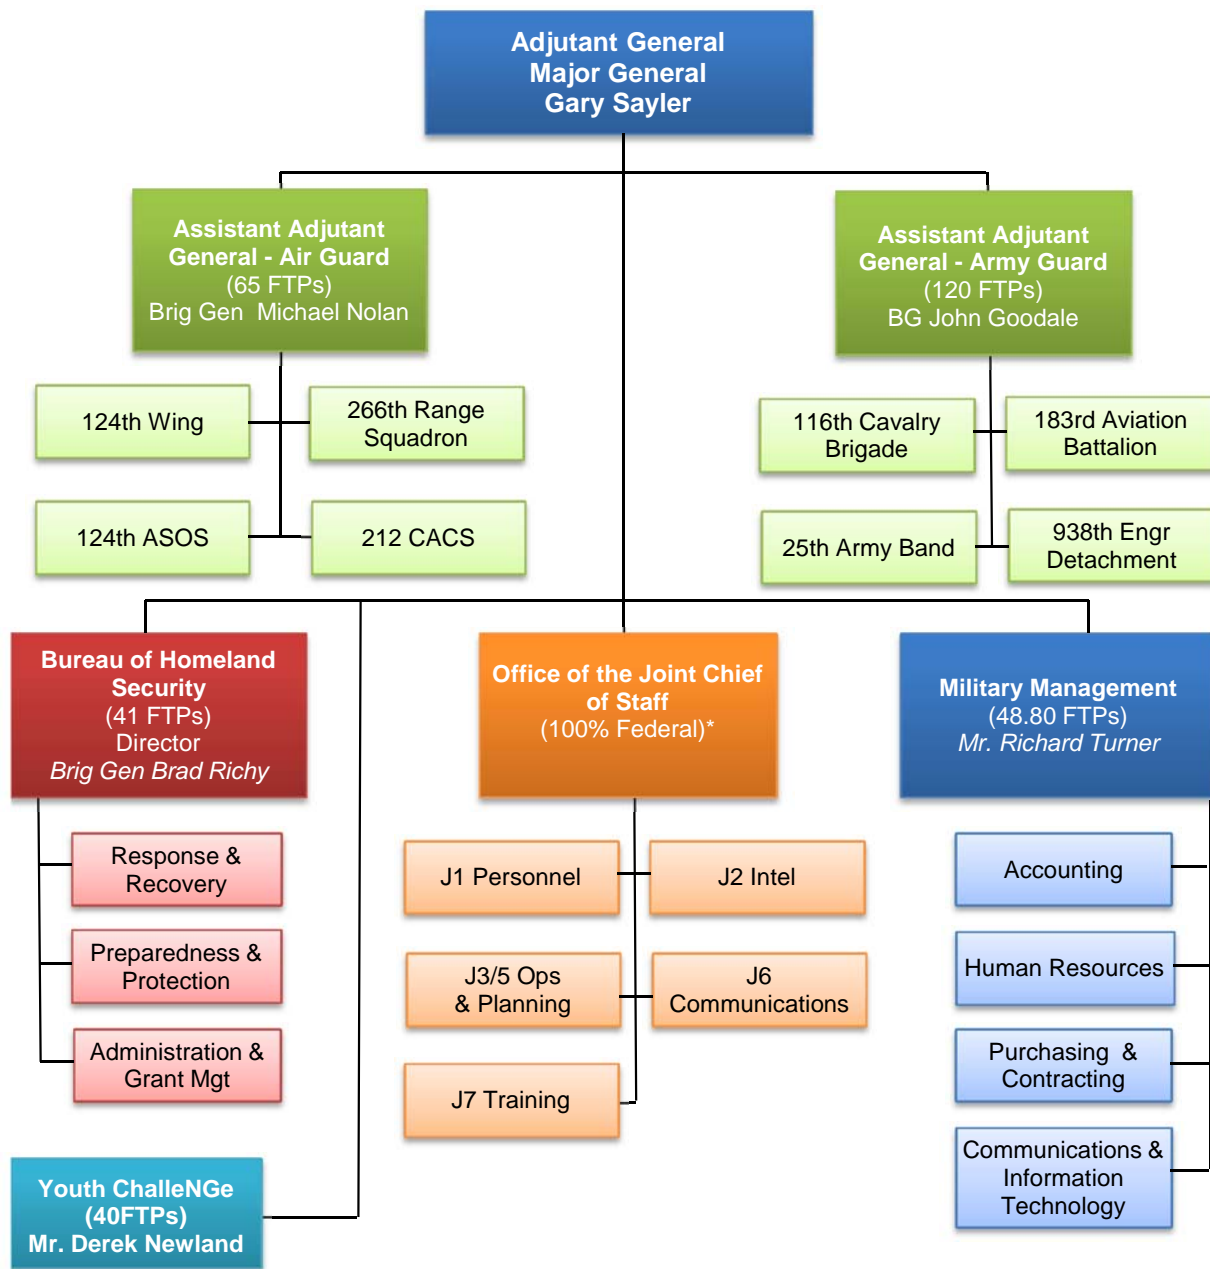 Adjutant General
Major General
Gary Sayler
Assistant Adjutant
General - Air Guard
(65 FTPs)
Brig Gen  Michael Nolan
Assistant Adjutant
General - Army Guard
(120 FTPs)
BG John Goodale
124th Wing
266th Range
Squadron
124th ASOS
212 CACS
116th Cavalry
Brigade
183rd Aviation
Battalion
25th Army Band
938th Engr
Detachment
Bureau of Homeland
Security
(41 FTPs)
Director
Brig Gen Brad Richy
Office of the Joint Chief
of Staff
(100% Federal)*
Military Management
(48.80 FTPs)
Mr. Richard Turner
Response &
Recovery
Preparedness &
Protection
Administration &
Grant Mgt
J1 Personnel
J2 Intel
J3/5 Ops
& Planning
J6
Communications
J7 Training
Accounting
Human Resources
Purchasing  &
Contracting
Communications &
Information
Technology
Youth ChalleNGe
(40FTPs)
Mr. Derek Newland